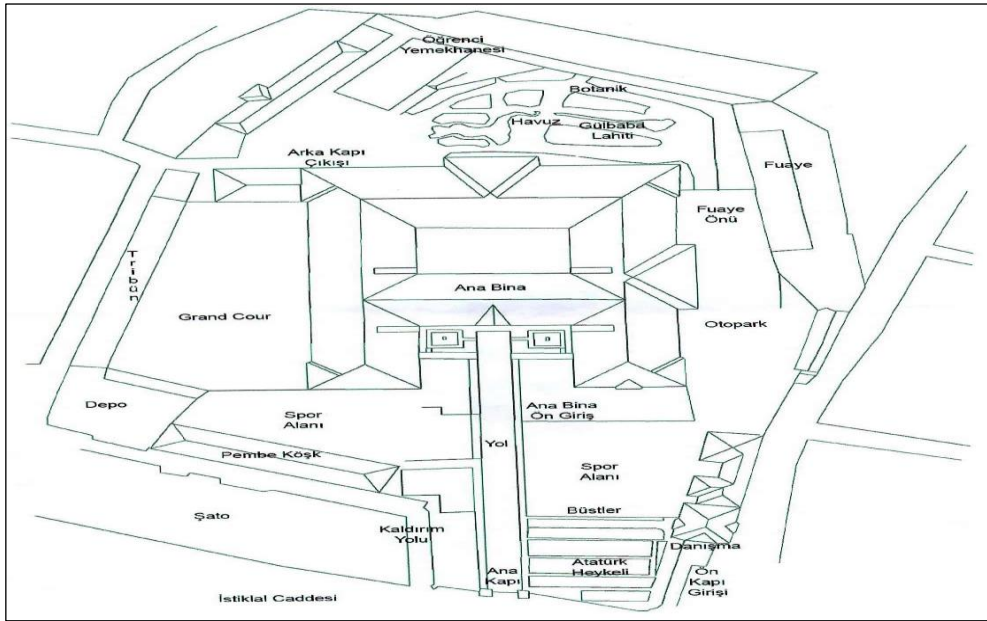 Öğrenci
Yemekhanesi
Botanik
Havuz
Gülbaba
Lahiti
Arka Kapı
Çıkışı
Fuaye
Fuaye
Önü
Tribün
Ana Bina
Grand Cour
Otopark
Depo
Spor
Alanı
Ana Bina
Ön Giriş
Yol
Pembe Köşk
Spor
Alanı
Şato
Büstler
Kaldırım
Yolu
Danışma
Ana
Kapı
Atatürk
Heykeli
Ön
Kapı
Girişi
İstiklal Caddesi